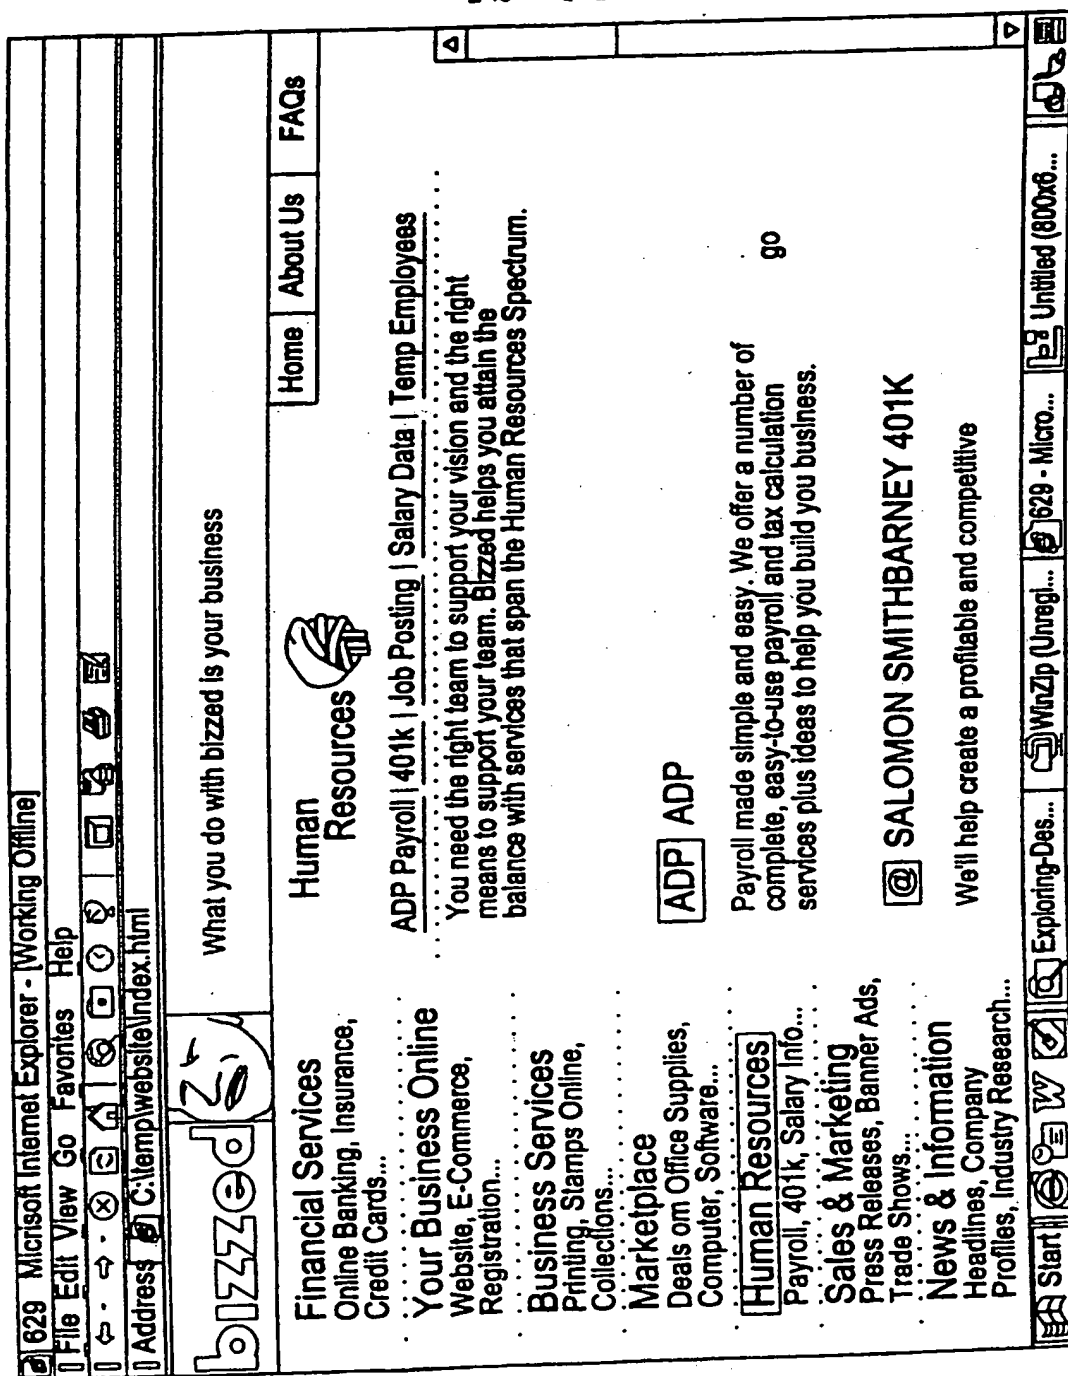 629 Micrisoft Internet Explorer - [Working Offline]
File Edit View Go Favorites Help
Address C:\temp\website\index.html
bizzed
What you do with bizzed is your business
Home | About Us | FAQs
Financial Services
Online Banking, Insurance,
Credit Cards...
Your Business Online
Website, E-Commerce,
Registration...
Business Services
Printing, Stamps Online,
Collections...
Marketplace
Deals om Office Supplies,
Computer, Software...
Human Resources
Payroll, 401k, Salary Info...
Sales & Marketing
Press Releases, Banner Ads,
Trade Shows...
News & Information
Headlines, Company
Profiles, Industry Research...
Human
Resources
ADP Payroll | 401k | Job Posting | Salary Data | Temp Employees
You need the right team to support your vision and the right
means to support your team. Bizzed helps you attain the
balance with services that span the Human Resources Spectrum.
ADP ADP
Payroll made simple and easy. We offer a number of
complete, easy-to-use payroll and tax calculation
services plus ideas to help you build you business.
go
@ SALOMON SMITHBARNEY 401K
We'll help create a profitable and competitive
Start W Exploring-Des... WinZip (Unregi... 629 - Micro... Untitled (800x6...